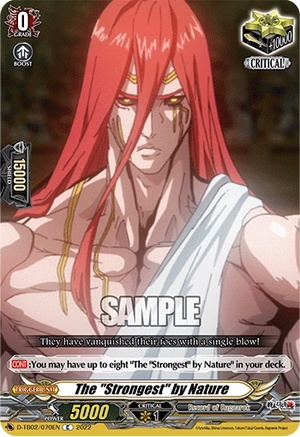 0
GRADE
BOOST
+10000
CRITICAL
15000
SHIELD
SAMPLE
They have vanquished their foes with a single blow!
CONT:You may have up to eight "The "Strongest" by Nature" in your deck.
TRIGGER UNIT
The "Strongest" by Nature
POWER
5000
CRITICAL
1
Record of Ragnarok
D-TB02/070EN C 2022